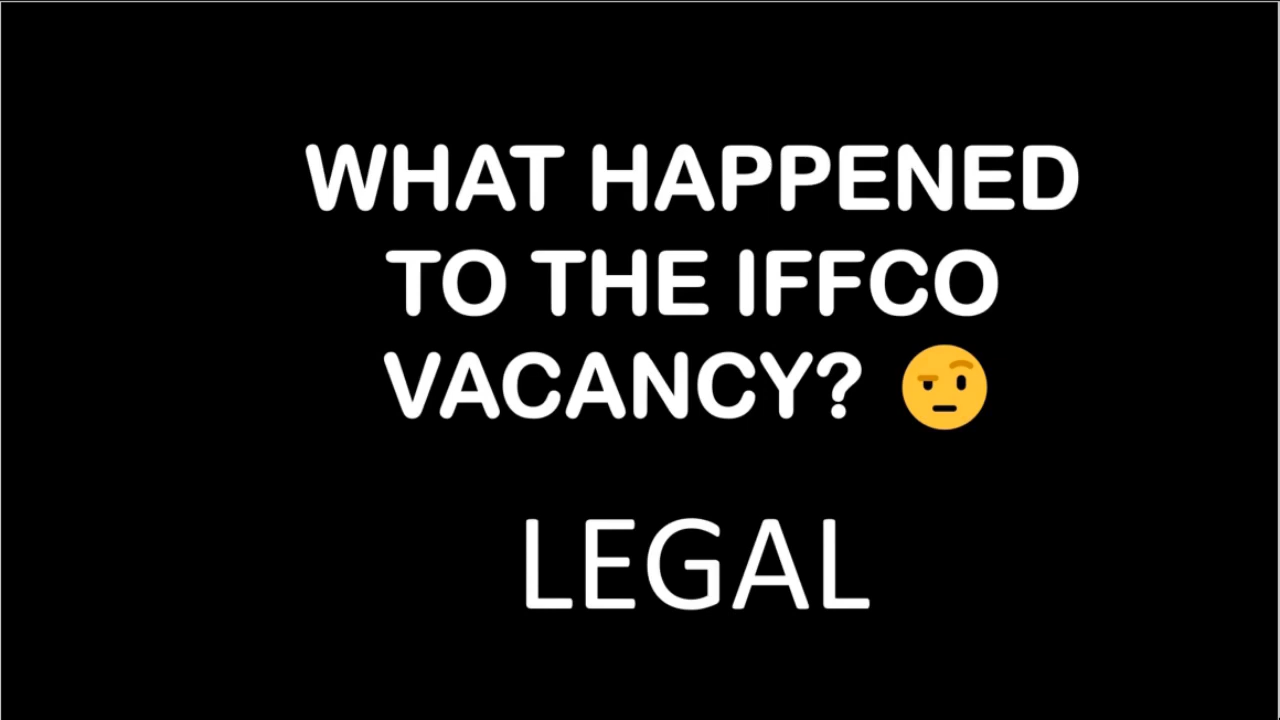 WHAT HAPPENED
TO THE IFFCO
VACANCY? 🤨
LEGAL